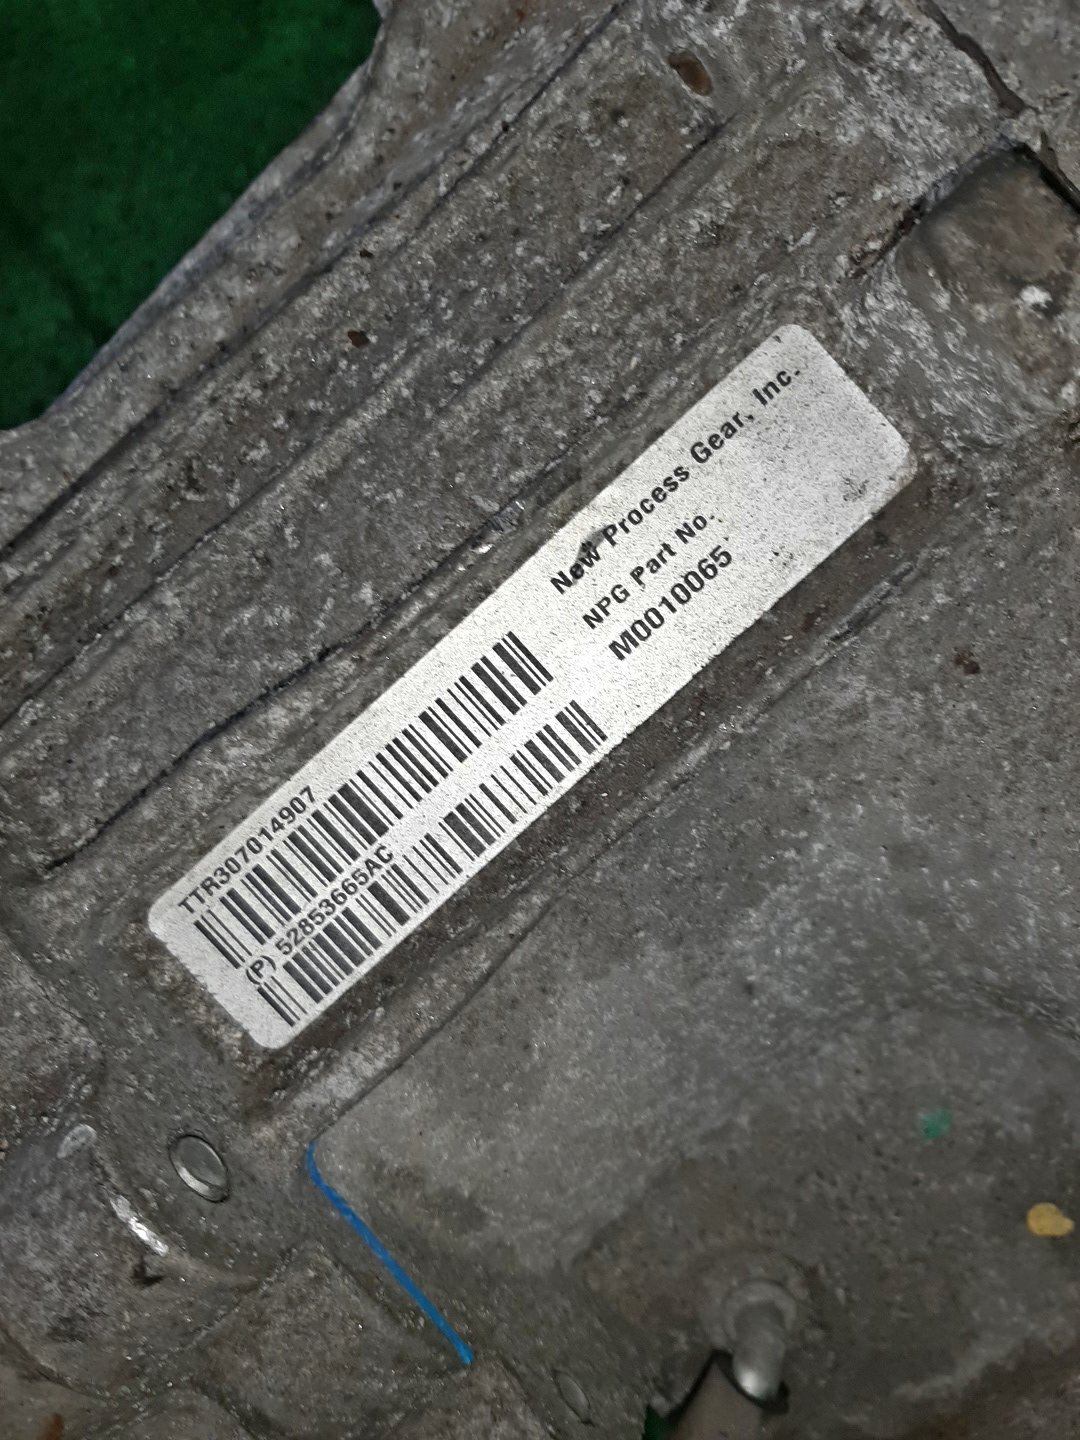 New Process Gear, Inc.
NPG Part No.
M0010065
TTR307014907
(P) 52853665AC